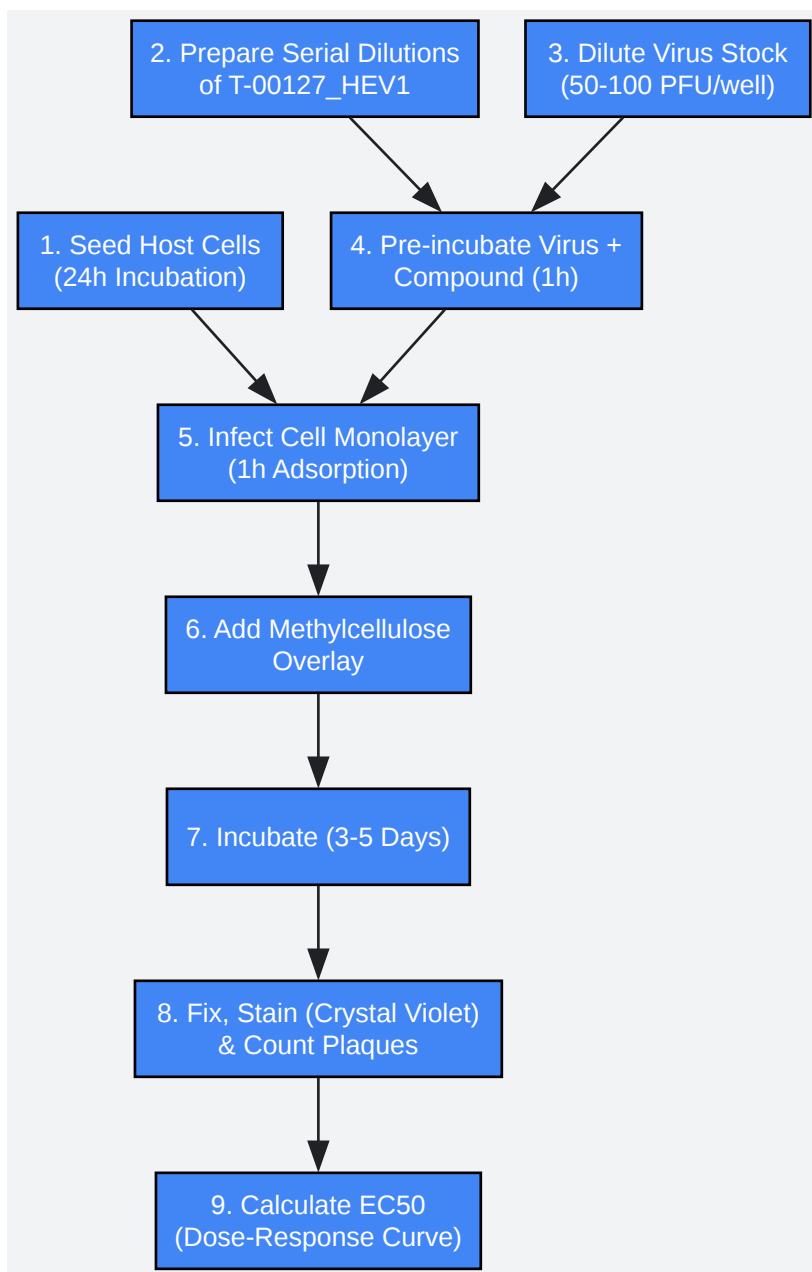 2. Prepare Serial Dilutions
of T-00127_HEV1
3. Dilute Virus Stock
(50-100 PFU/well)
1. Seed Host Cells
(24h Incubation)
4. Pre-incubate Virus +
Compound (1h)
5. Infect Cell Monolayer
(1h Adsorption)
6. Add Methylcellulose
Overlay
7. Incubate (3-5 Days)
8. Fix, Stain (Crystal Violet)
& Count Plaques
9. Calculate EC50
(Dose-Response Curve)